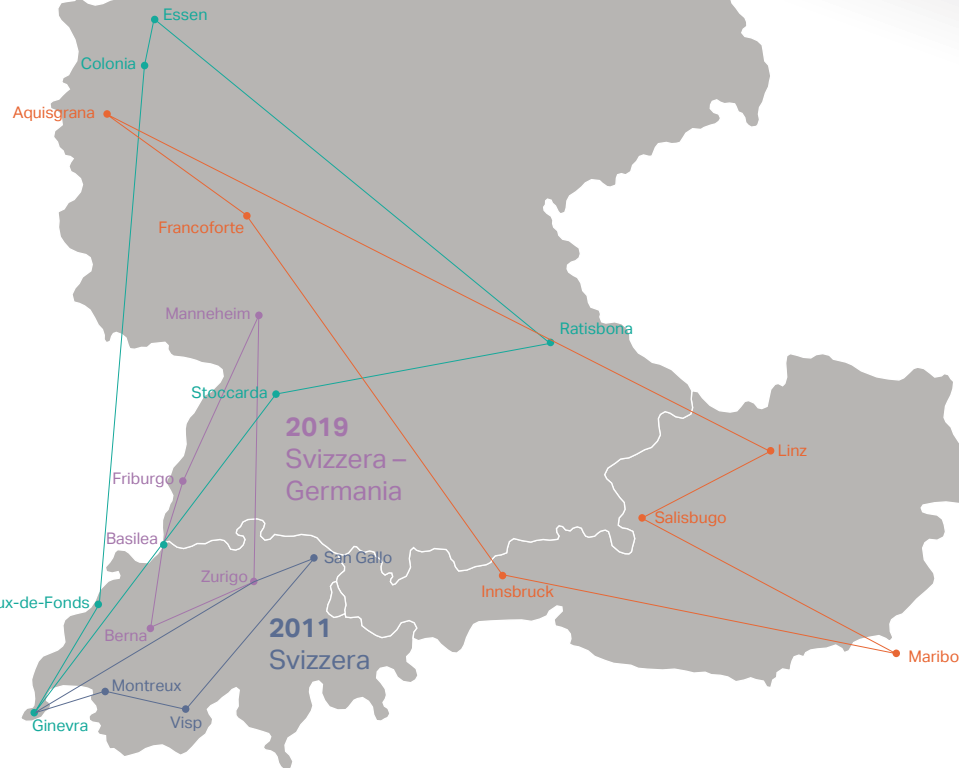 Essen
Colonia
Aquisgrana
Francoforte
Manneheim
Ratisbona
Stoccarda
2019
Svizzera –
Germania
Linz
Friburgo
Salisbugo
Basilea
San Gallo
Zurigo
Innsbruck
ux-de-Fonds
2011
Berna
Svizzera
Maribo
Montreux
Visp
Ginevra